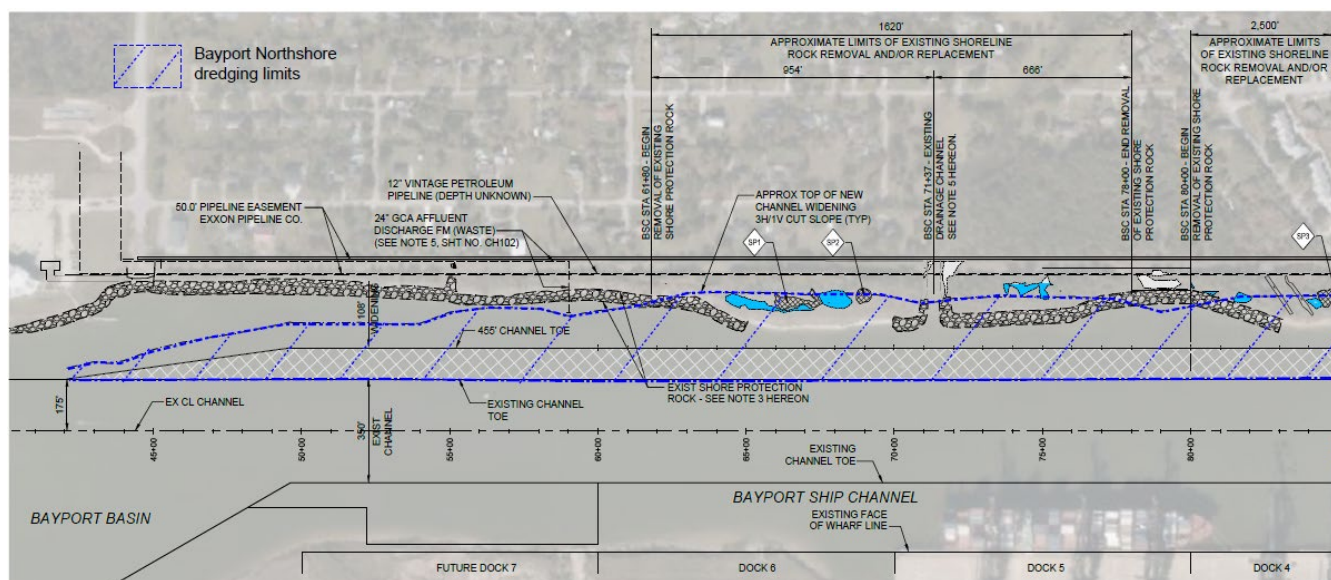 Bayport Northshore
dredging limits
1620'
APPROXIMATE LIMITS OF EXISTING SHORELINE
ROCK REMOVAL AND/OR REPLACEMENT
954'
666'
2,500'
APPROXIMATE LIMITS
OF EXISTING SHORELINE
ROCK REMOVAL AND/OR
REPLACEMENT
BSC STA 61+80 - BEGIN
REMOVAL OF EXISTING
SHORE PROTECTION ROCK
BSC STA 71+37 - EXISTING
DRAINAGE CHANNEL
SEE NOTE 5 HEREON.
BSC STA 78+00 - END REMOVAL
OF EXISTING SHORE
PROTECTION ROCK
BSC STA 80+00 - BEGIN
REMOVAL OF EXISTING SHORE
PROTECTION ROCK
12" VINTAGE PETROLEUM
PIPELINE (DEPTH UNKNOWN)
50.0' PIPELINE EASEMENT
EXXON PIPELINE CO.
24" GCA AFFLUENT
DISCHARGE FM (WASTE)
(SEE NOTE 5, SHT NO. CH102)
APPROX TOP OF NEW
CHANNEL WIDENING
3H/1V CUT SLOPE (TYP)
SP1
SP2
SP3
WIDENING
455' CHANNEL TOE
EXIST SHORE PROTECTION
ROCK - SEE NOTE 3 HEREON
EXISTING CHANNEL
TOE
175'
EX CL CHANNEL
350'
EXIST
CHANNEL
45+00
50+00
55+00
60+00
65+00
70+00
75+00
80+00
EXISTING
CHANNEL TOE
BAYPORT SHIP CHANNEL
BAYPORT BASIN
EXISTING FACE
OF WHARF LINE
FUTURE DOCK 7
DOCK 6
DOCK 5
DOCK 4